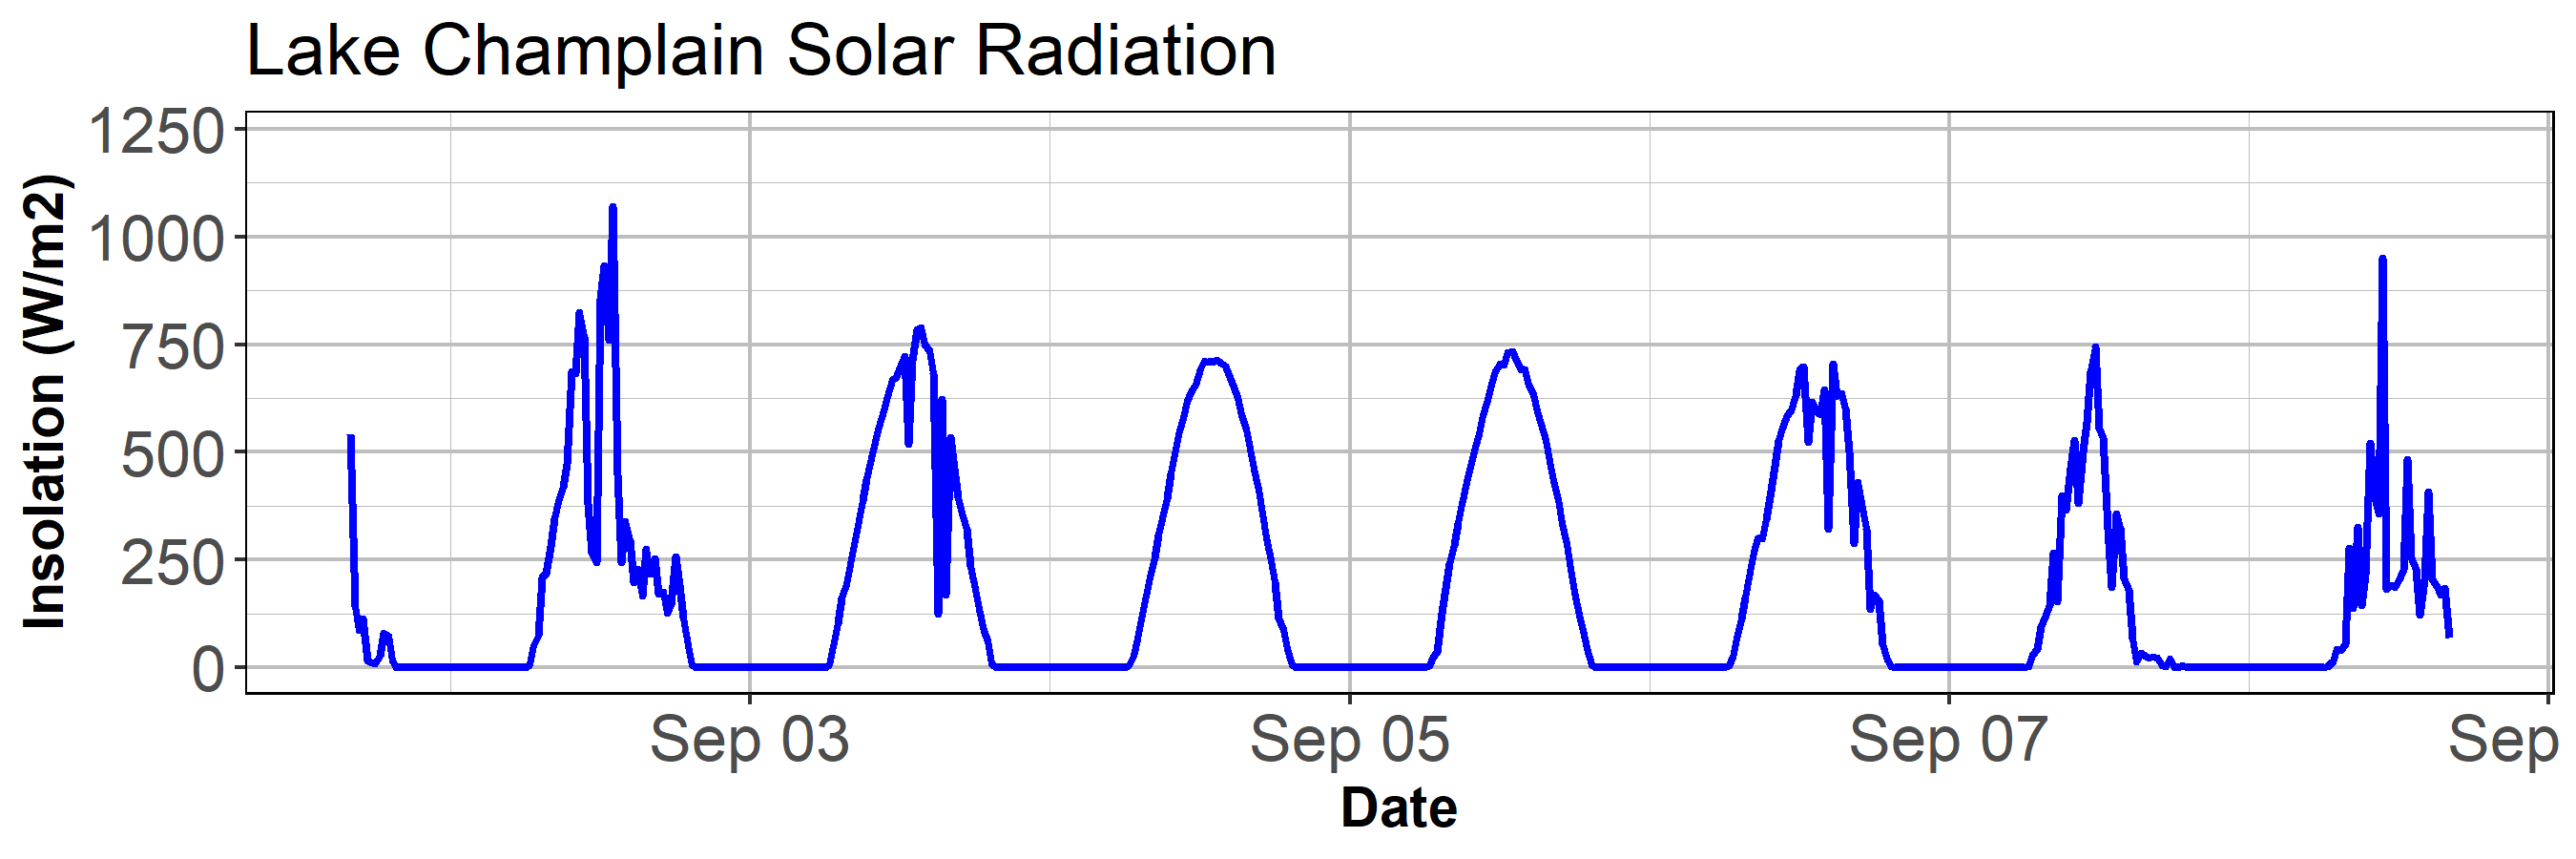 Lake Champlain Solar Radiation
1250
1000
750
500
250
0
Insolation (W/m2)
Sep 03 Sep 05 Sep 07 Sep
Date